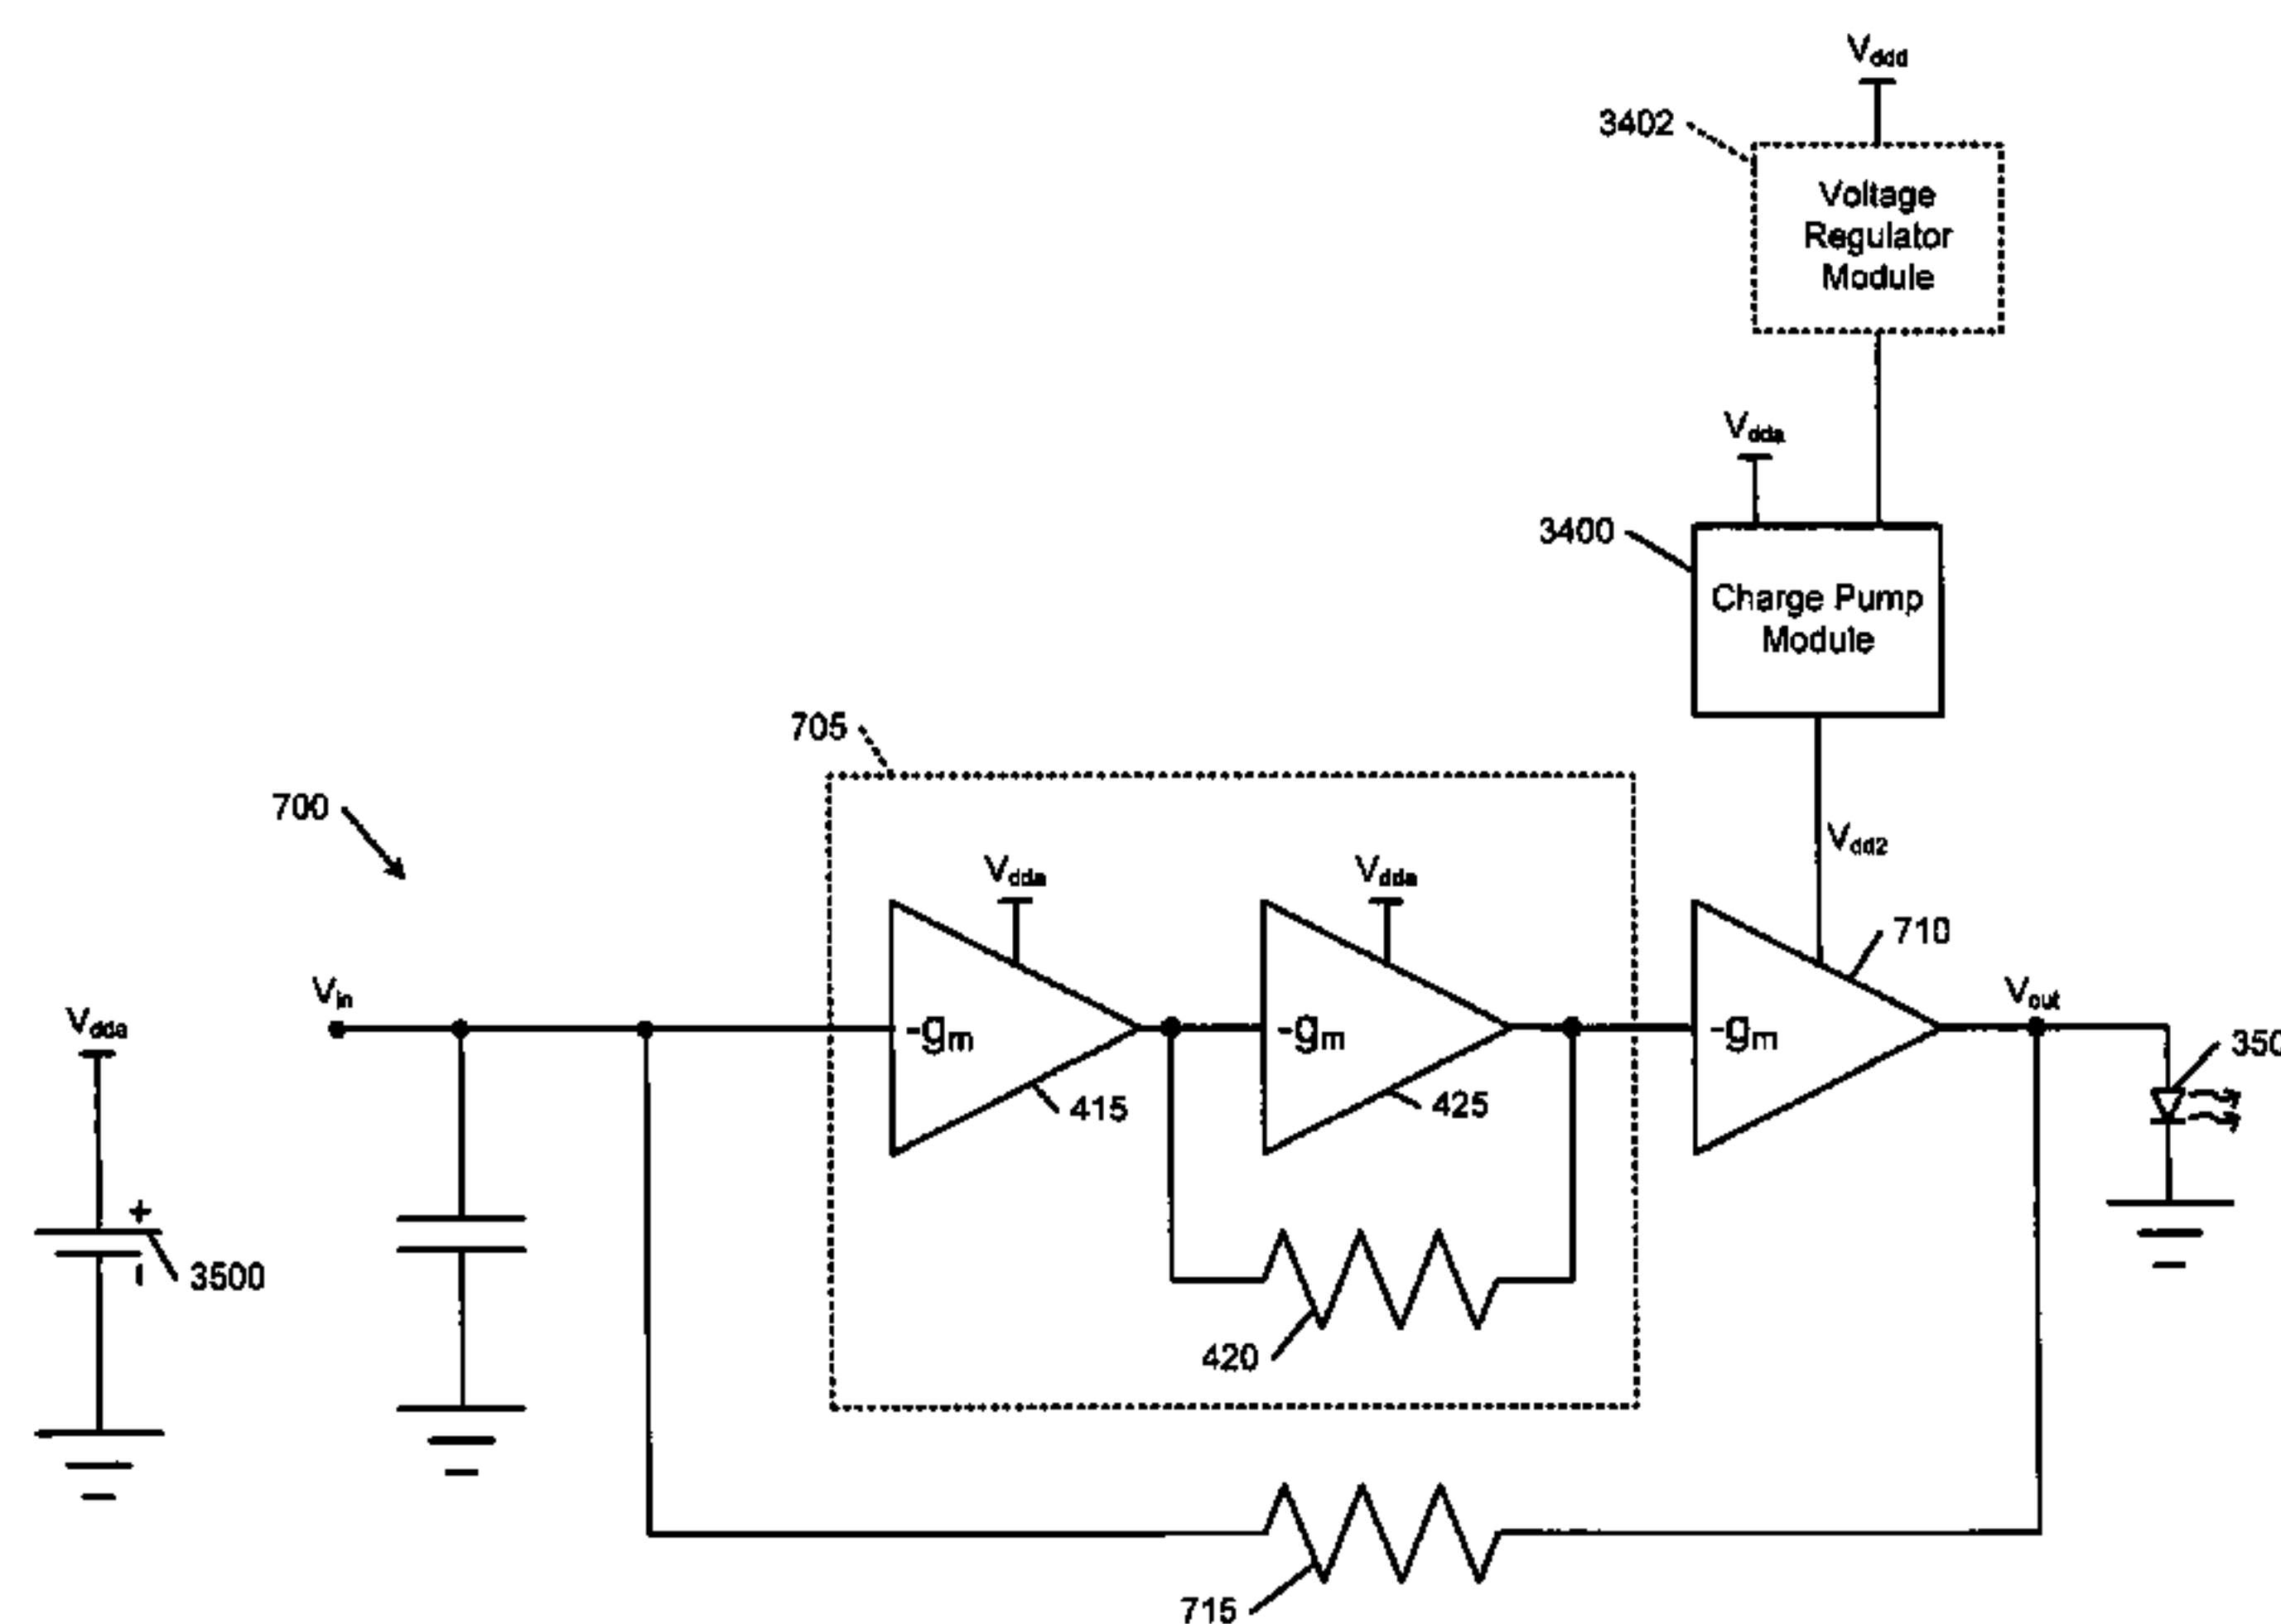 Vddd
3402
Voltage
Regulator
Module
Vdda
3400
Charge Pump
Module
705
700
Vdd2
Vdda
Vdda
710
Vin
Vout
Vdda
-gm
-gm
-gm
350
415
425
+
-
3500
420
715